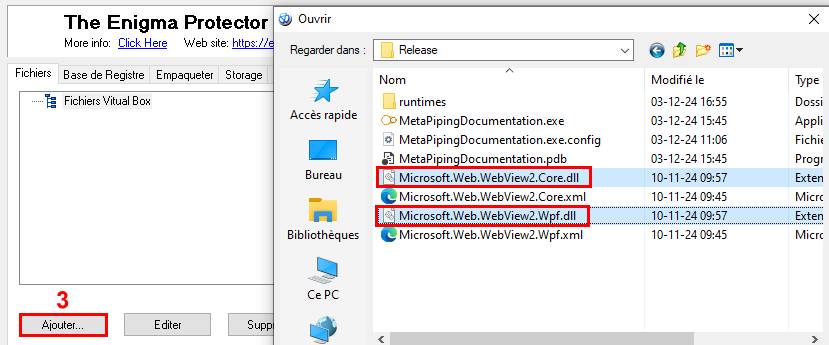 The Enigma Protector
More info: Click Here Web site: https://e
Fichiers Base de Registre Empaqueter Storage
Fichiers Vitual Box
3
Ajouter... Editer Suppr
Ouvrir
Regarder dans : Release
Accès rapide
Bureau
Bibliothèques
Ce PC
Nom Modifié le Type
runtimes 03-12-24 16:55 Dossi
MetaPipingDocumentation.exe 03-12-24 15:45 Applic
MetaPipingDocumentation.exe.config 03-12-24 11:06 Fichie
MetaPipingDocumentation.pdb 03-12-24 15:45 Progr
Microsoft.Web.WebView2.Core.dll 10-11-24 09:57 Exten
Microsoft.Web.WebView2.Core.xml 10-11-24 09:45 Micro
Microsoft.Web.WebView2.Wpf.dll 10-11-24 09:57 Exten
Microsoft.Web.WebView2.Wpf.xml 10-11-24 09:45 Micro